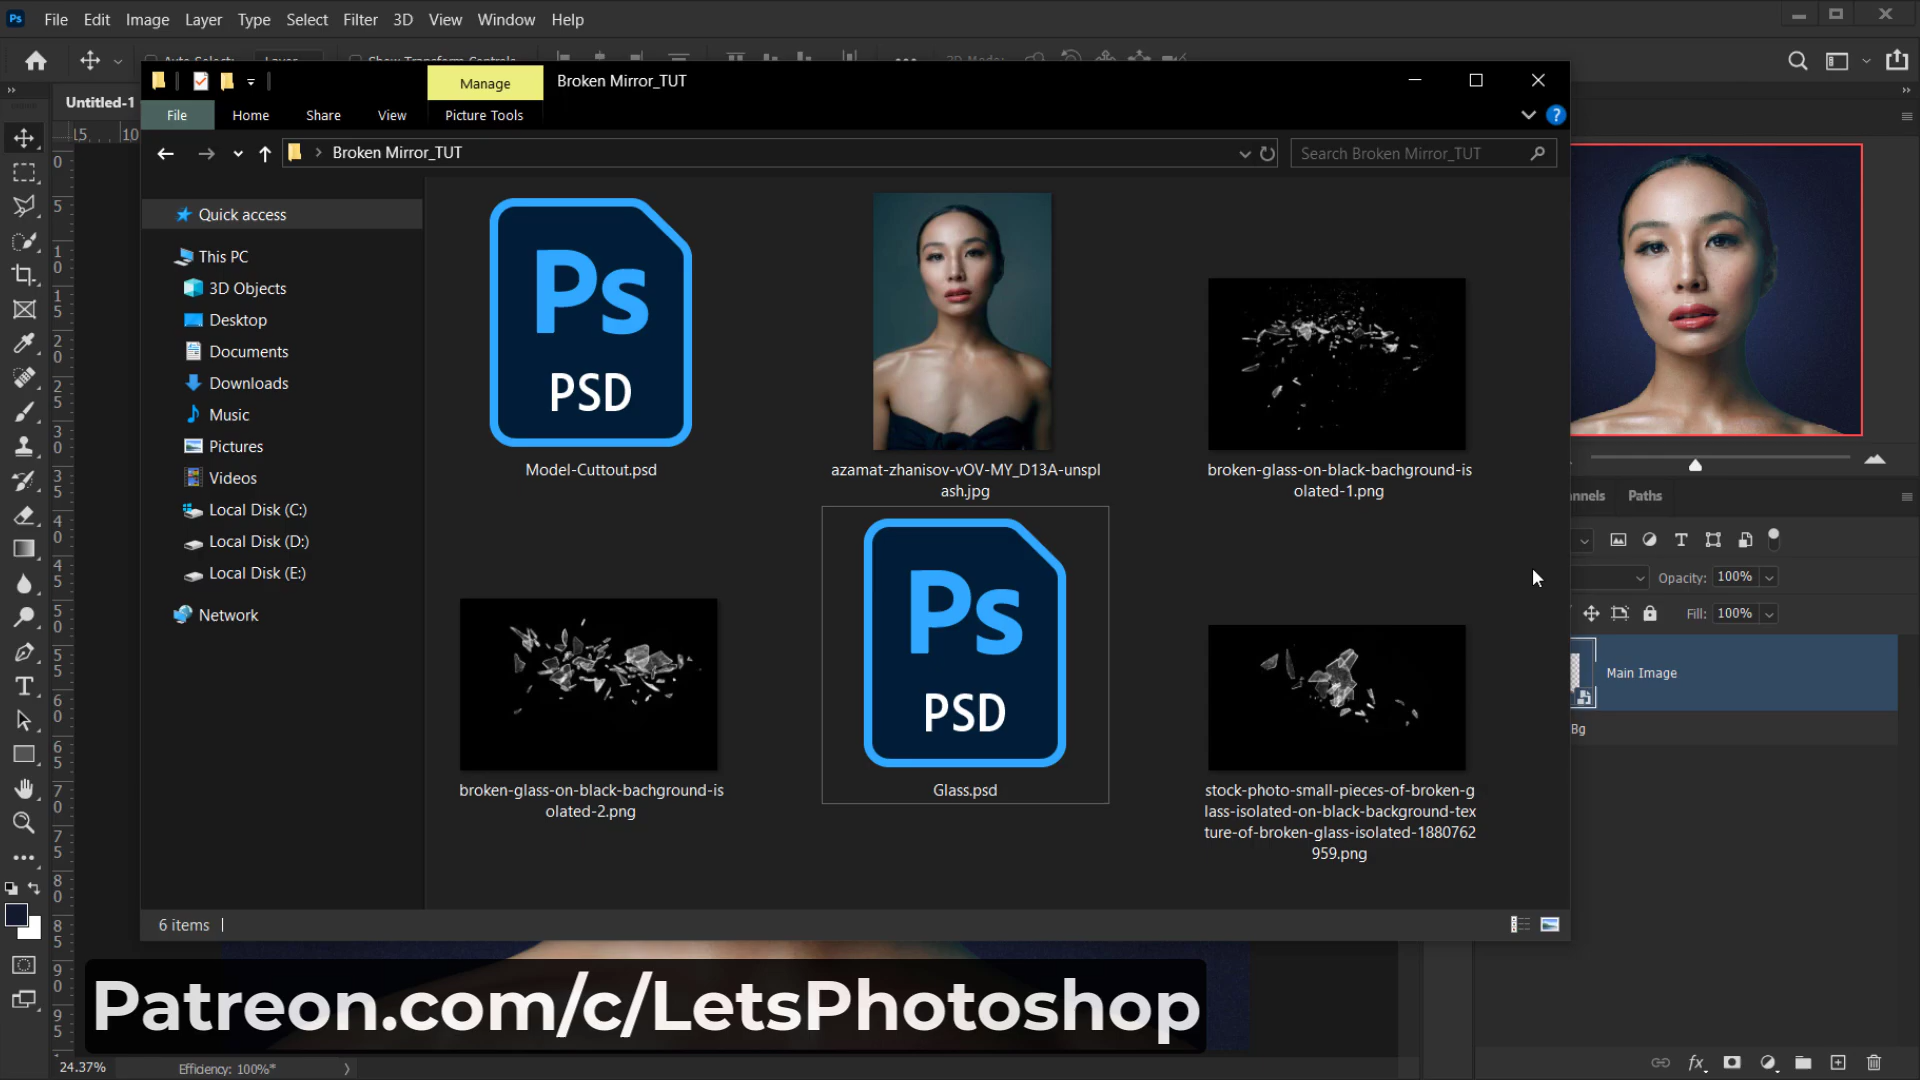 Ps File Edit Image Layer Type Select Filter 3D View Window Help
Manage Broken Mirror_TUT
Untitled-1
File Home Share View Picture Tools
Broken Mirror_TUT Search Broken Mirror_TUT
Quick access
This PC
3D Objects
Desktop
Documents
Downloads
Music
Pictures
Videos
Local Disk (C:)
Local Disk (D:)
Local Disk (E:)
Network
Ps
PSD
Model-Cuttout.psd
azamat-zhanisov-vOV-MY_D13A-unspl
ash.jpg
broken-glass-on-black-bachground-is
olated-1.png
broken-glass-on-black-bachground-is
olated-2.png
Ps
PSD
Glass.psd
stock-photo-small-pieces-of-broken-g
lass-isolated-on-black-background-tex
ture-of-broken-glass-isolated-1880762
959.png
6 items
nnels Paths
Opacity: 100%
Fill: 100%
Main Image
Bg
Patreon.com/c/LetsPhotoshop
24.37% Efficiency: 100%*